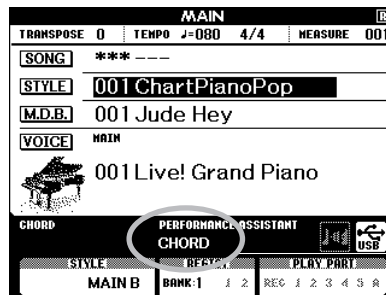 MAIN
TRANSPOSE 0 TEMPO ♩=080 4/4 MEASURE 001
SONG *** ---
STYLE 001 ChartPianoPop
M.D.B. 001 Jude Hey
VOICE MAIN
001 Live! Grand Piano
CHORD PERFORMANCE ASSISTANT
CHORD
USB
STYLE REGIST PLAY PART
MAIN B BANK:1 1 2 REC 1 2 3 4 5 A